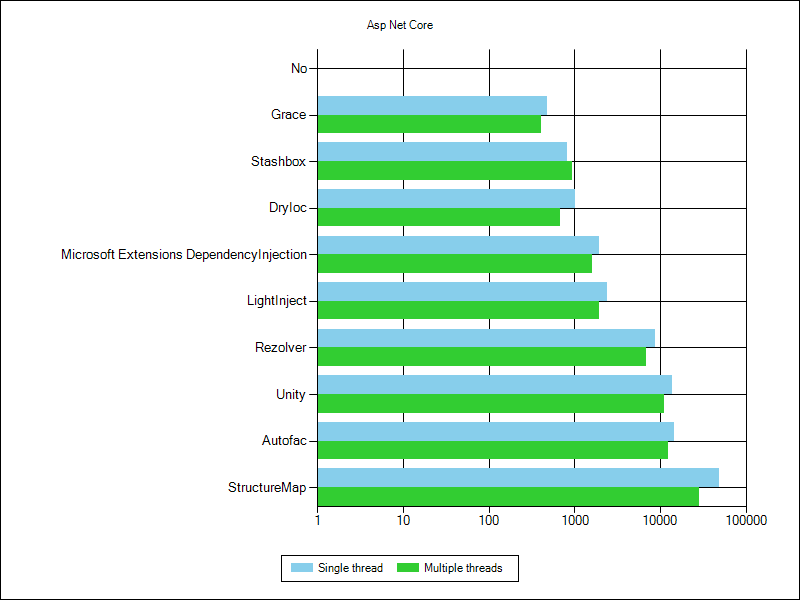 Asp Net Core
No
Grace
Stashbox
DryIoc
Microsoft Extensions DependencyInjection
LightInject
Rezolver
Unity
Autofac
StructureMap
1 10 100 1000 10000 100000
Single thread Multiple threads